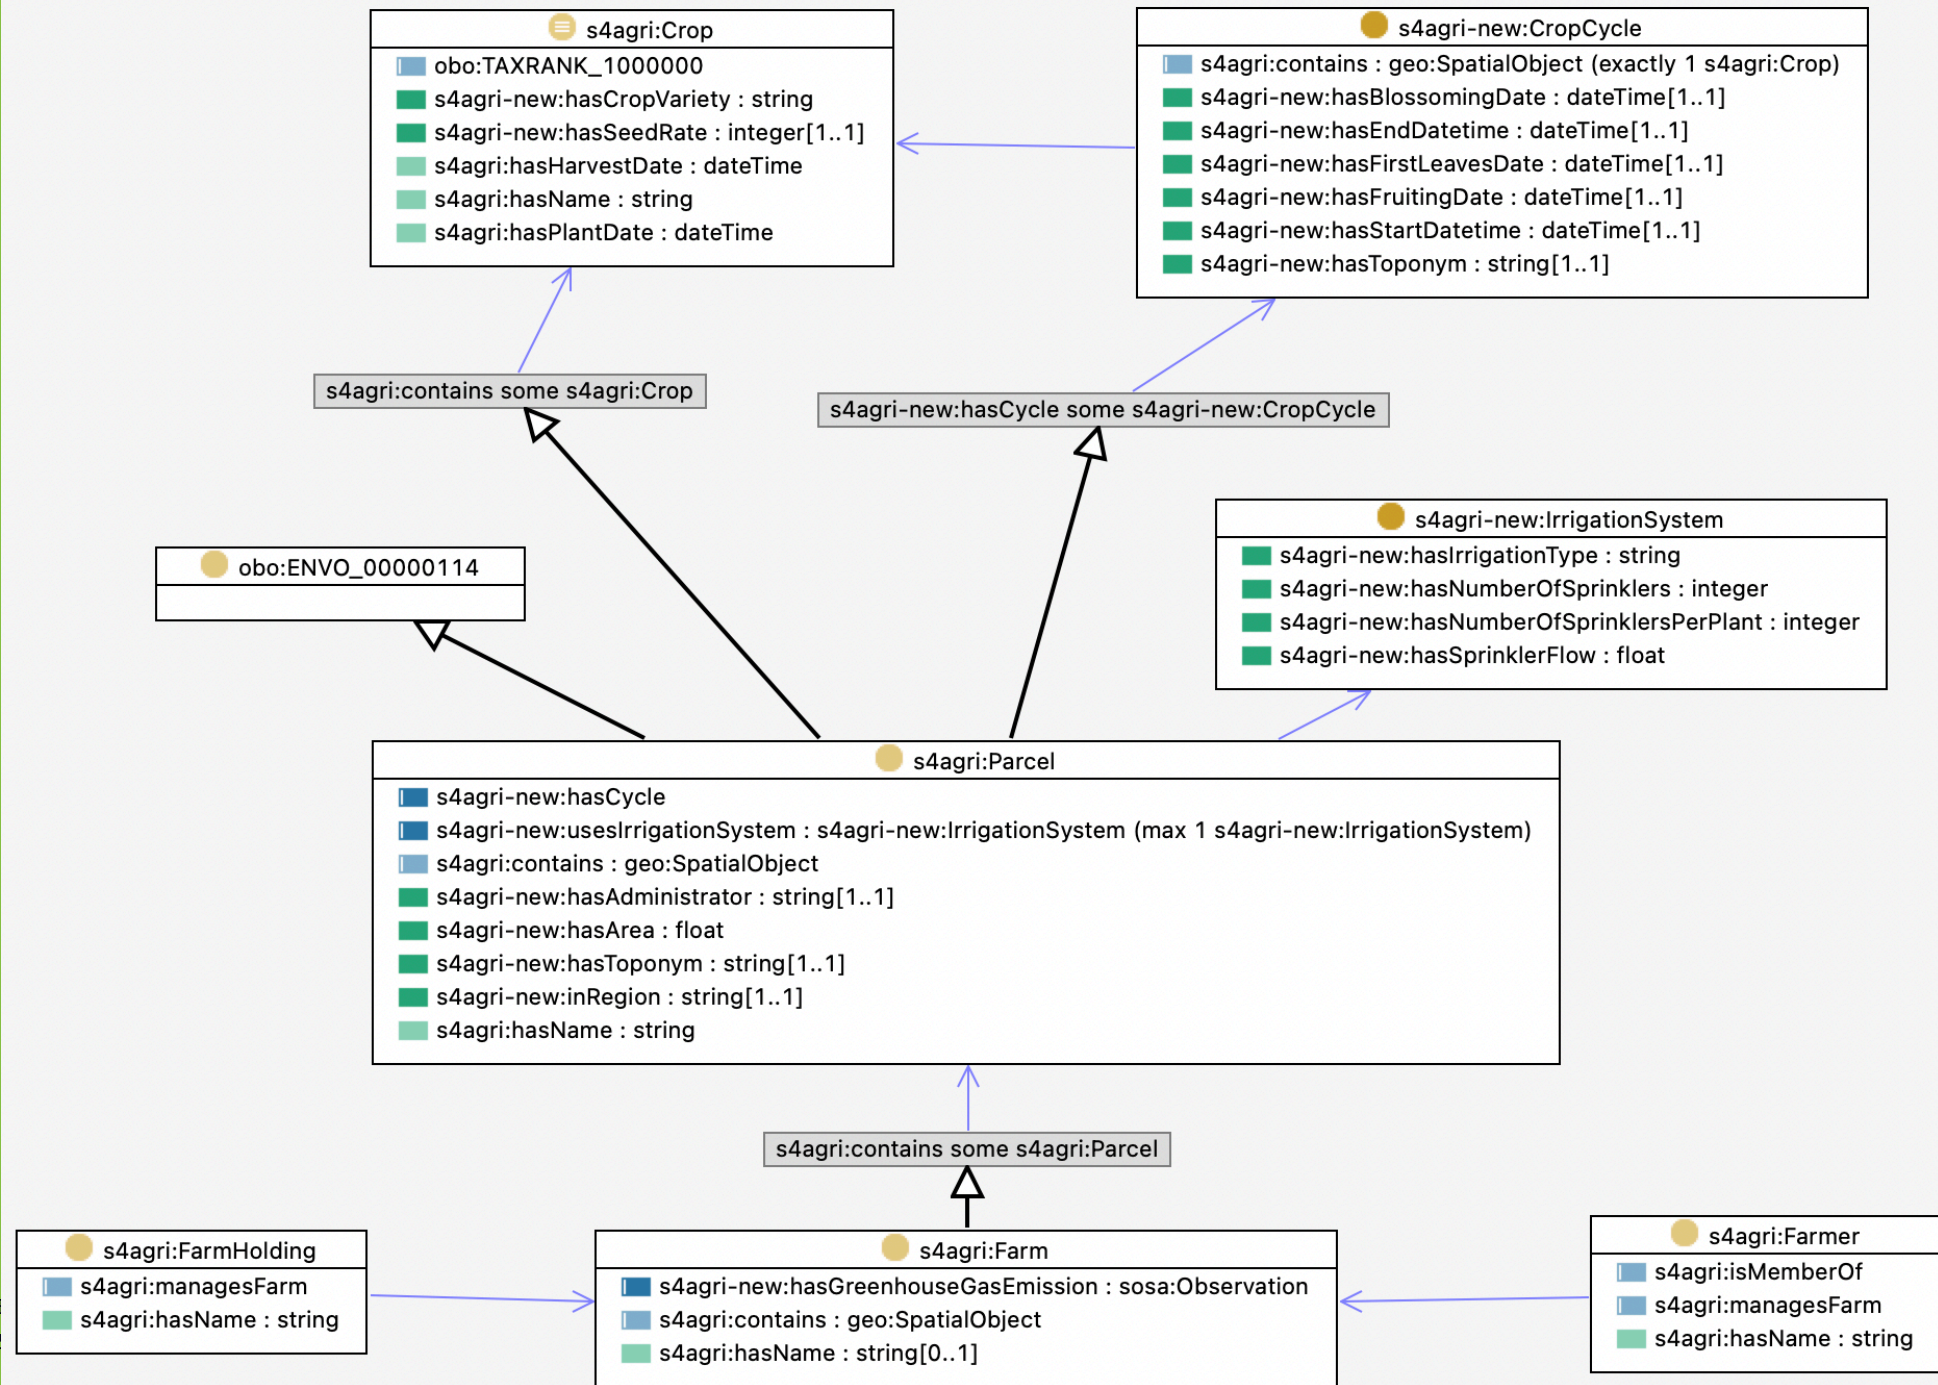 s4agri:Crop
obo:TAXRANK_1000000
s4agri-new:hasCropVariety : string
s4agri-new:hasSeedRate : integer[1..1]
s4agri:hasHarvestDate : dateTime
s4agri:hasName : string
s4agri:hasPlantDate : dateTime
s4agri-new:CropCycle
s4agri:contains : geo:SpatialObject (exactly 1 s4agri:Crop)
s4agri-new:hasBlossomingDate : dateTime[1..1]
s4agri-new:hasEndDatetime : dateTime[1..1]
s4agri-new:hasFirstLeavesDate : dateTime[1..1]
s4agri-new:hasFruitingDate : dateTime[1..1]
s4agri-new:hasStartDatetime : dateTime[1..1]
s4agri-new:hasToponym : string[1..1]
s4agri:contains some s4agri:Crop
s4agri-new:hasCycle some s4agri-new:CropCycle
obo:ENVO_00000114
s4agri-new:IrrigationSystem
s4agri-new:hasIrrigationType : string
s4agri-new:hasNumberOfSprinklers : integer
s4agri-new:hasNumberOfSprinklersPerPlant : integer
s4agri-new:hasSprinklerFlow : float
s4agri:Parcel
s4agri-new:hasCycle
s4agri-new:usesIrrigationSystem : s4agri-new:IrrigationSystem (max 1 s4agri-new:IrrigationSystem)
s4agri:contains : geo:SpatialObject
s4agri-new:hasAdministrator : string[1..1]
s4agri-new:hasArea : float
s4agri-new:hasToponym : string[1..1]
s4agri-new:inRegion : string[1..1]
s4agri:hasName : string
s4agri:contains some s4agri:Parcel
s4agri:FarmHolding
s4agri:managesFarm
s4agri:hasName : string
s4agri:Farm
s4agri-new:hasGreenhouseGasEmission : sosa:Observation
s4agri:contains : geo:SpatialObject
s4agri:hasName : string[0..1]
s4agri:Farmer
s4agri:isMemberOf
s4agri:managesFarm
s4agri:hasName : string